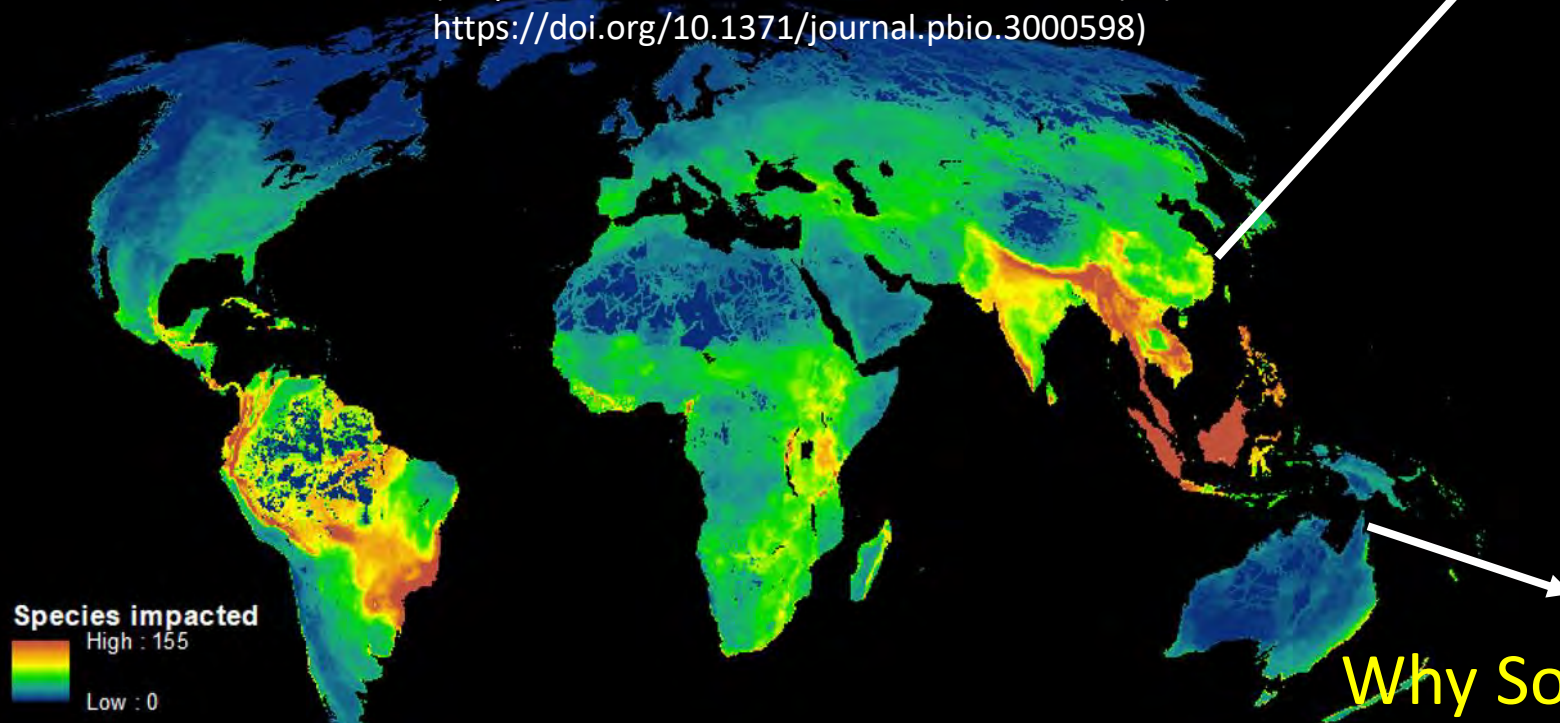 https://doi.org/10.1371/journal.pbio.3000598)
Species impacted
High : 155
Low : 0
Why So